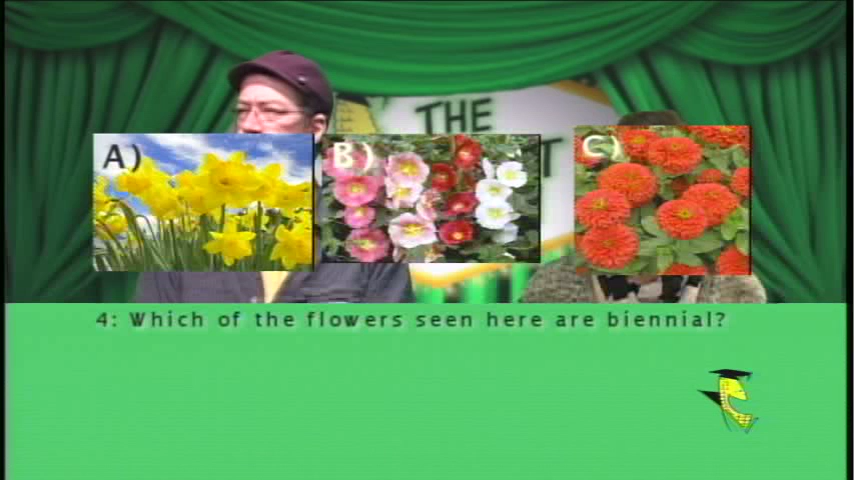 THE
T
A)
B)
C)
4: Which of the flowers seen here are biennial?